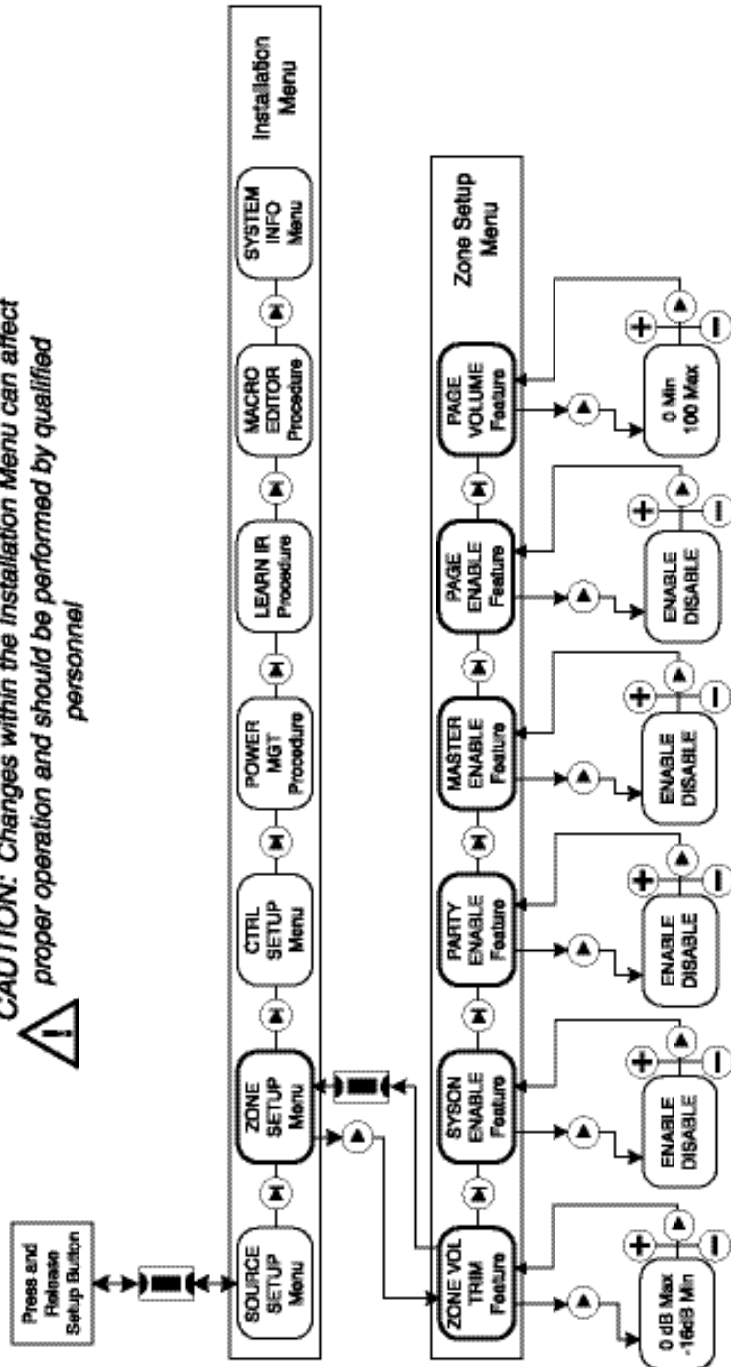 CAUTION: Changes within the Installation Menu can affect
proper operation and should be performed by qualified
personnel
Press and
Release
Setup Button
SOURCE
SETUP
Menu
ZONE
SETUP
Menu
CTRL
SETUP
Menu
POWER
MGT
Procedure
LEARN IR
Procedure
MACRO
EDITOR
Procedure
SYSTEM
INFO
Menu
Installation
Menu
ZONE VOL
TRIM
Feature
SYSON
ENABLE
Feature
PARTY
ENABLE
Feature
MASTER
ENABLE
Feature
PAGE
ENABLE
Feature
PAGE
VOLUME
Feature
Zone Setup
Menu
0 dB Max
-16dB Min
ENABLE
DISABLE
ENABLE
DISABLE
ENABLE
DISABLE
ENABLE
DISABLE
0 Min
100 Max